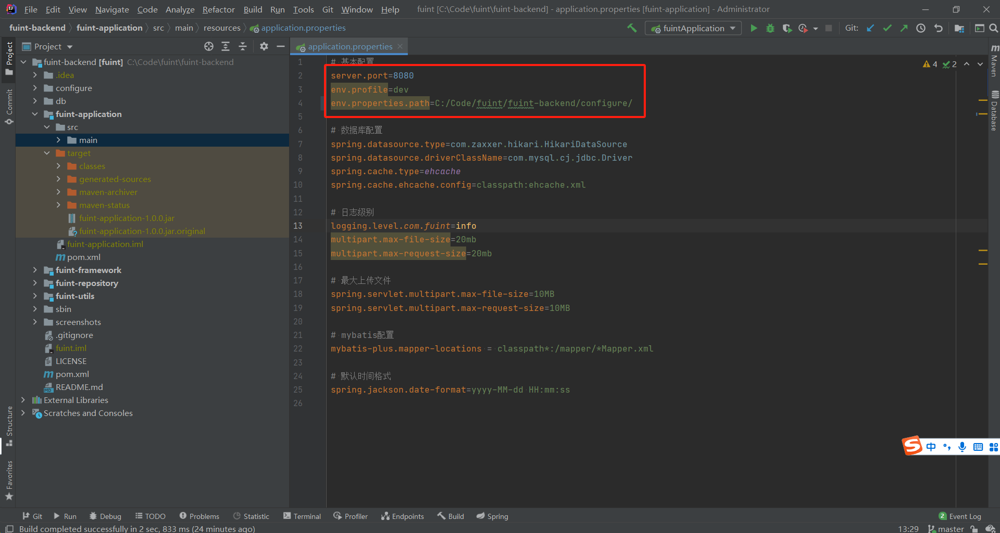 File Edit View Navigate Code Analyze Refactor Build Run Tools Git Window Help fuint [C:\Code\fuint\fuint-backend] - application.properties [fuint-application] - Administrator
fuint-backend fuint-application src main resources application.properties fuintApplication Git:
Project
application.properties
fuint-backend [fuint] C:\Code\fuint\fuint-backend
.idea
configure
db
fuint-application
src
main
target
classes
generated-sources
maven-archiver
maven-status
fuint-application-1.0.0.jar
fuint-application-1.0.0.jar.original
fuint-application.iml
pom.xml
fuint-framework
fuint-repository
fuint-utils
sbin
screenshots
.gitignore
fuint.iml
LICENSE
pom.xml
README.md
External Libraries
Scratches and Consoles
1 # 基本配置
2 server.port=8080
3 env.profile=dev
4 env.properties.path=C:/Code/fuint/fuint-backend/configure/
5
6 # 数据库配置
7 spring.datasource.type=com.zaxxer.hikari.HikariDataSource
8 spring.datasource.driverClassName=com.mysql.cj.jdbc.Driver
9 spring.cache.type=ehcache
10 spring.cache.ehcache.config=classpath:ehcache.xml
11
12 # 日志级别
13 logging.level.com.fuint=info
14 multipart.max-file-size=20mb
15 multipart.max-request-size=20mb
16
17 # 最大上传文件
18 spring.servlet.multipart.max-file-size=10MB
19 spring.servlet.multipart.max-request-size=10MB
20
21 # mybatis配置
22 mybatis-plus.mapper-locations = classpath*:/mapper/*Mapper.xml
23
24 # 默认时间格式
25 spring.jackson.date-format=yyyy-MM-dd HH:mm:ss
26
4 2
Project
Commit
Structure
Favorites
Maven
Database
中
Git Run Debug TODO Problems Statistic Terminal Profiler Endpoints Build Spring 2 Event Log
Build completed successfully in 2 sec, 833 ms (24 minutes ago) 13:29 master